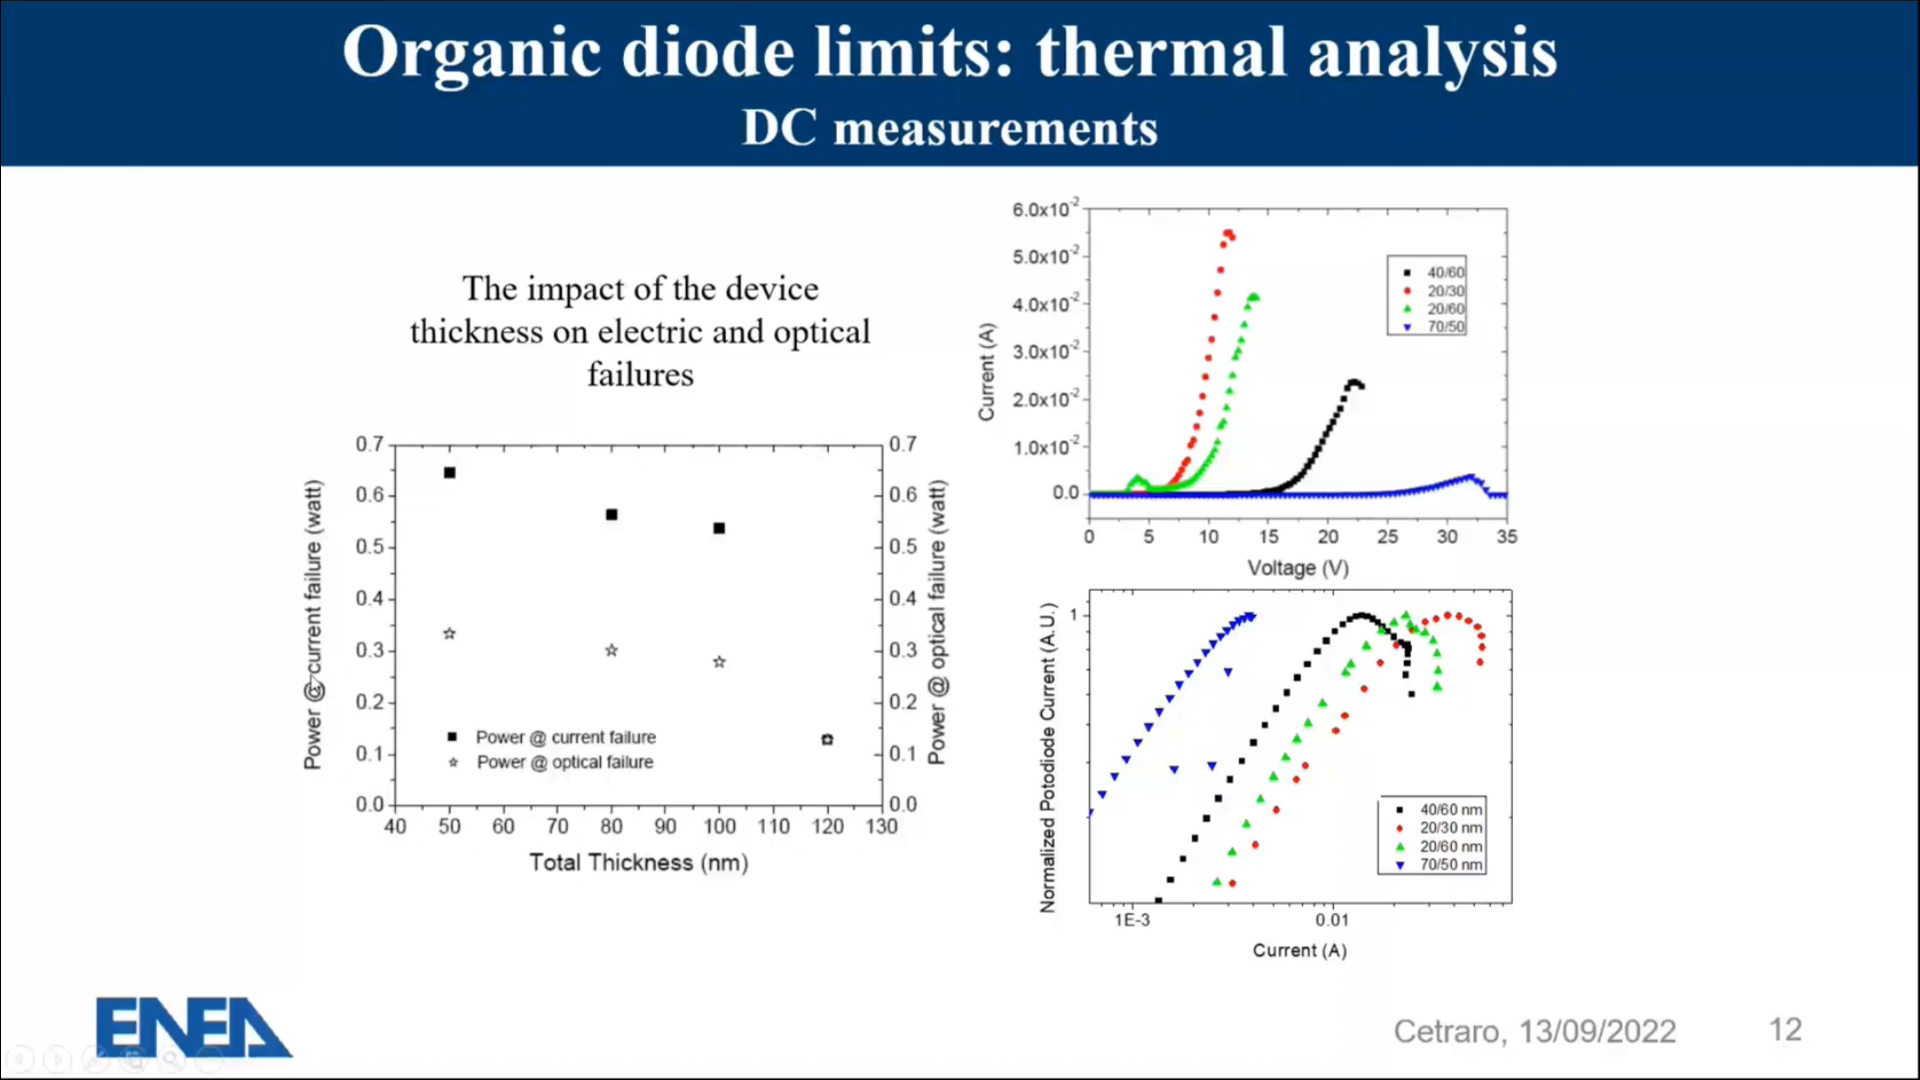 Organic diode limits: thermal analysis
DC measurements
The impact of the device
thickness on electric and optical
failures
0.7
0.6
0.5
0.4
0.3
0.2
0.1
0.0
Power @ current failure (watt)
Power @ current failure
Power @ optical failure
40 50 60 70 80 90 100 110 120 130
Total Thickness (nm)
0.7
0.6
0.5
0.4
0.3
0.2
0.1
0.0
Power @ optical failure (watt)
6.0x10-2
5.0x10-2
4.0x10-2
3.0x10-2
2.0x10-2
1.0x10-2
0.0
Current (A)
40/60
20/30
20/60
70/50
0 5 10 15 20 25 30 35
Voltage (V)
1
Normalized Potodiode Current (A.U.)
40/60 nm
20/30 nm
20/60 nm
70/50 nm
1E-3 0.01
Current (A)
ENEA
Cetraro, 13/09/2022
12